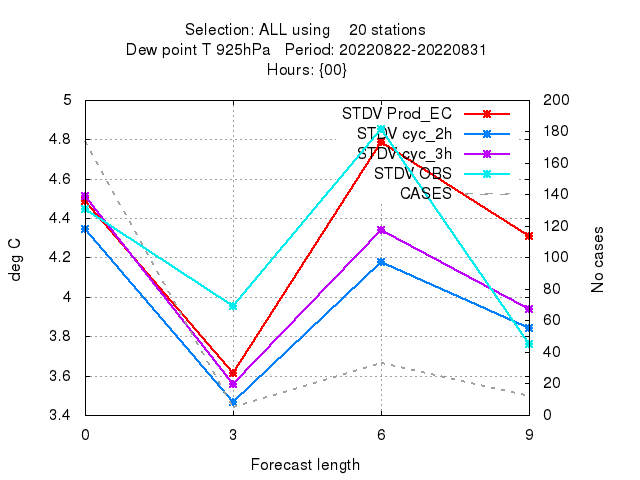 Selection: ALL using 20 stations
Dew point T 925hPa Period: 20220822-20220831
Hours: {00}
5
4.8
4.6
4.4
4.2
4
3.8
3.6
3.4
200
180
160
140
120
100
80
60
40
20
0
STDV Prod_EC
STDV cyc_2h
STDV cyc_3h
STDV OBS
CASES
deg C
No cases
0 3 6 9
Forecast length